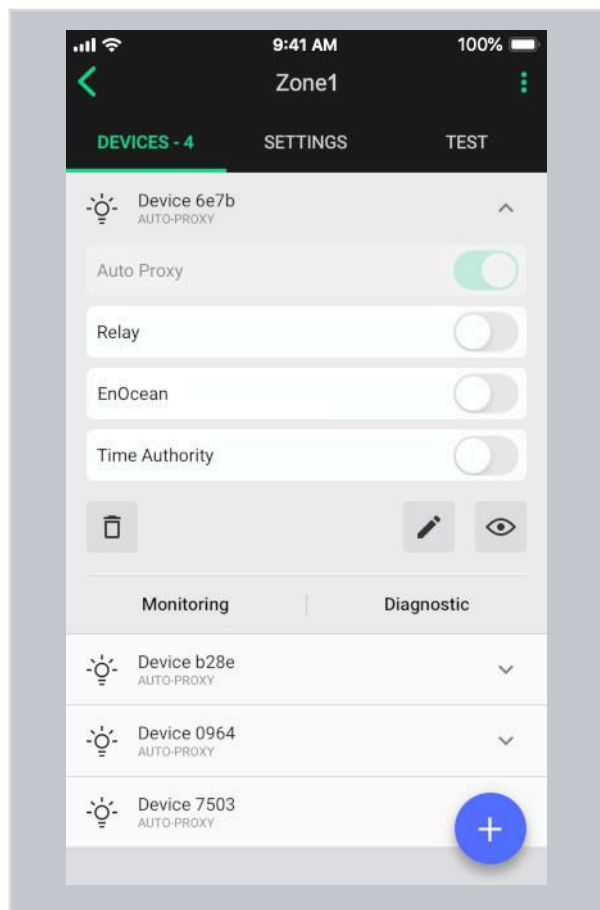 9:41 AM 100%
Zone1
DEVICES - 4 SETTINGS TEST
Device 6e7b
AUTO-PROXY
Auto Proxy
Relay
EnOcean
Time Authority
Monitoring Diagnostic
Device b28e
AUTO-PROXY
Device 0964
AUTO-PROXY
Device 7503
AUTO-PROXY